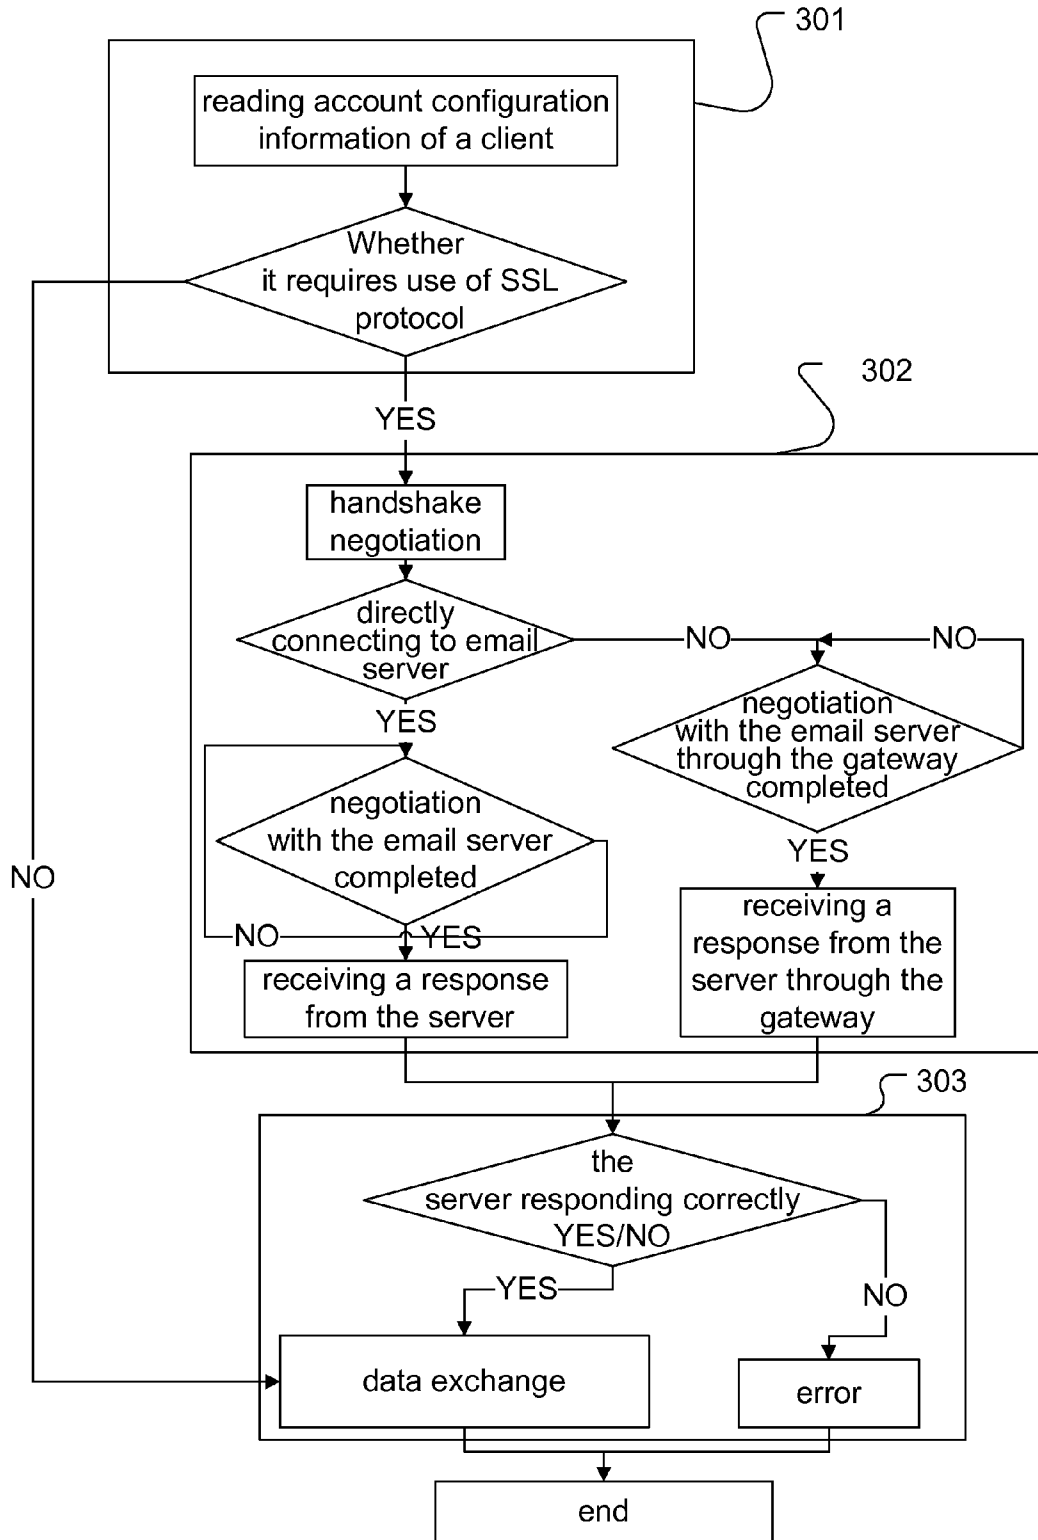 301
reading account configuration
information of a client
Whether
it requires use of SSL
protocol
302
YES
handshake
negotiation
directly
connecting to email
server
NO
NO
YES
negotiation
with the email server
through the gateway
completed
negotiation
with the email server
completed
YES
NO
NO
YES
receiving a response
from the server
receiving a
response from the
server through the
gateway
303
the
server responding correctly
YES/NO
YES
NO
data exchange
error
end